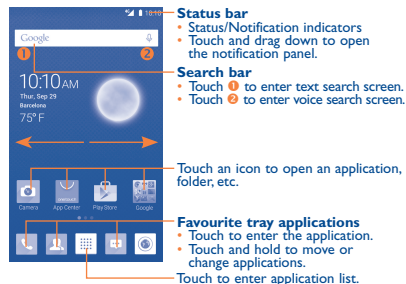 10:10
Status bar
• Status/Notification indicators
• Touch and drag down to open
the notification panel.
Google
1
2
Search bar
• Touch 1 to enter text search screen.
• Touch 2 to enter voice search screen.
10:10 AM
Thu, Sep 29
Barcelona
75° F
Touch an icon to open an application,
folder, etc.
Camera
App Center
Play Store
Google
Favourite tray applications
• Touch to enter the application.
• Touch and hold to move or
change applications.
Touch to enter application list.